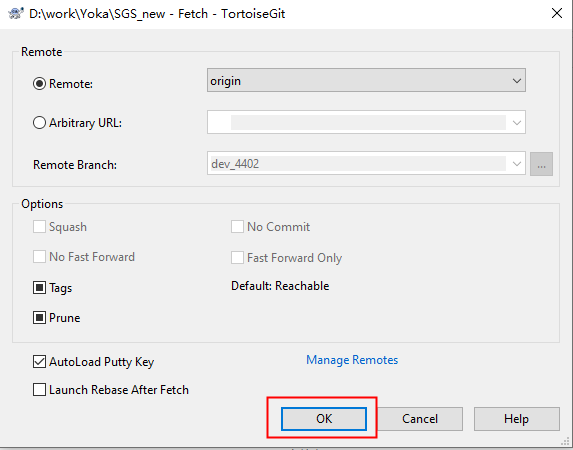 D:\work\Yoka\SGS_new - Fetch - TortoiseGit
Remote
Remote:
origin
Arbitrary URL:
Remote Branch:
dev_4402
...
Options
Squash
No Commit
No Fast Forward
Fast Forward Only
Tags
Default: Reachable
Prune
AutoLoad Putty Key
Manage Remotes
Launch Rebase After Fetch
OK
Cancel
Help